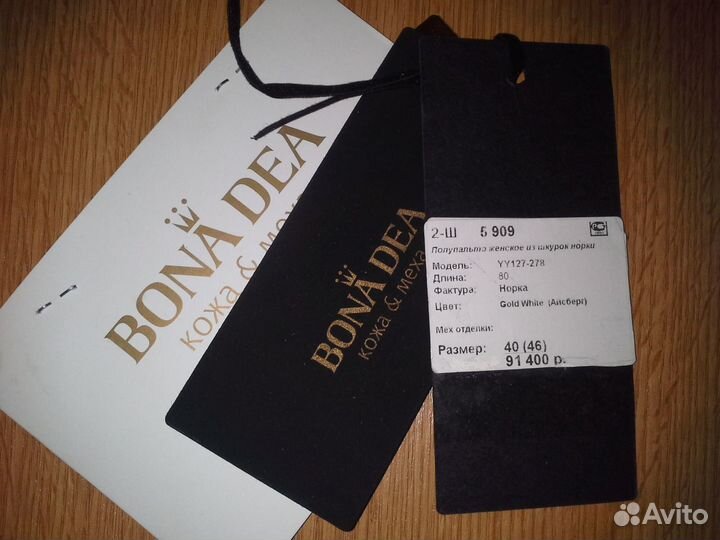 BONA DEA
кожа & меха
BONA DEA
кожа & меха
2-Ш 5 909
Полупальто женское из шкурок норки
Модель: YY127-278
Длина: 80
Фактура: Норка
Цвет: Gold White (Айсберг)
Мех отделки:
Размер: 40 (46)
91 400 р.
Avito